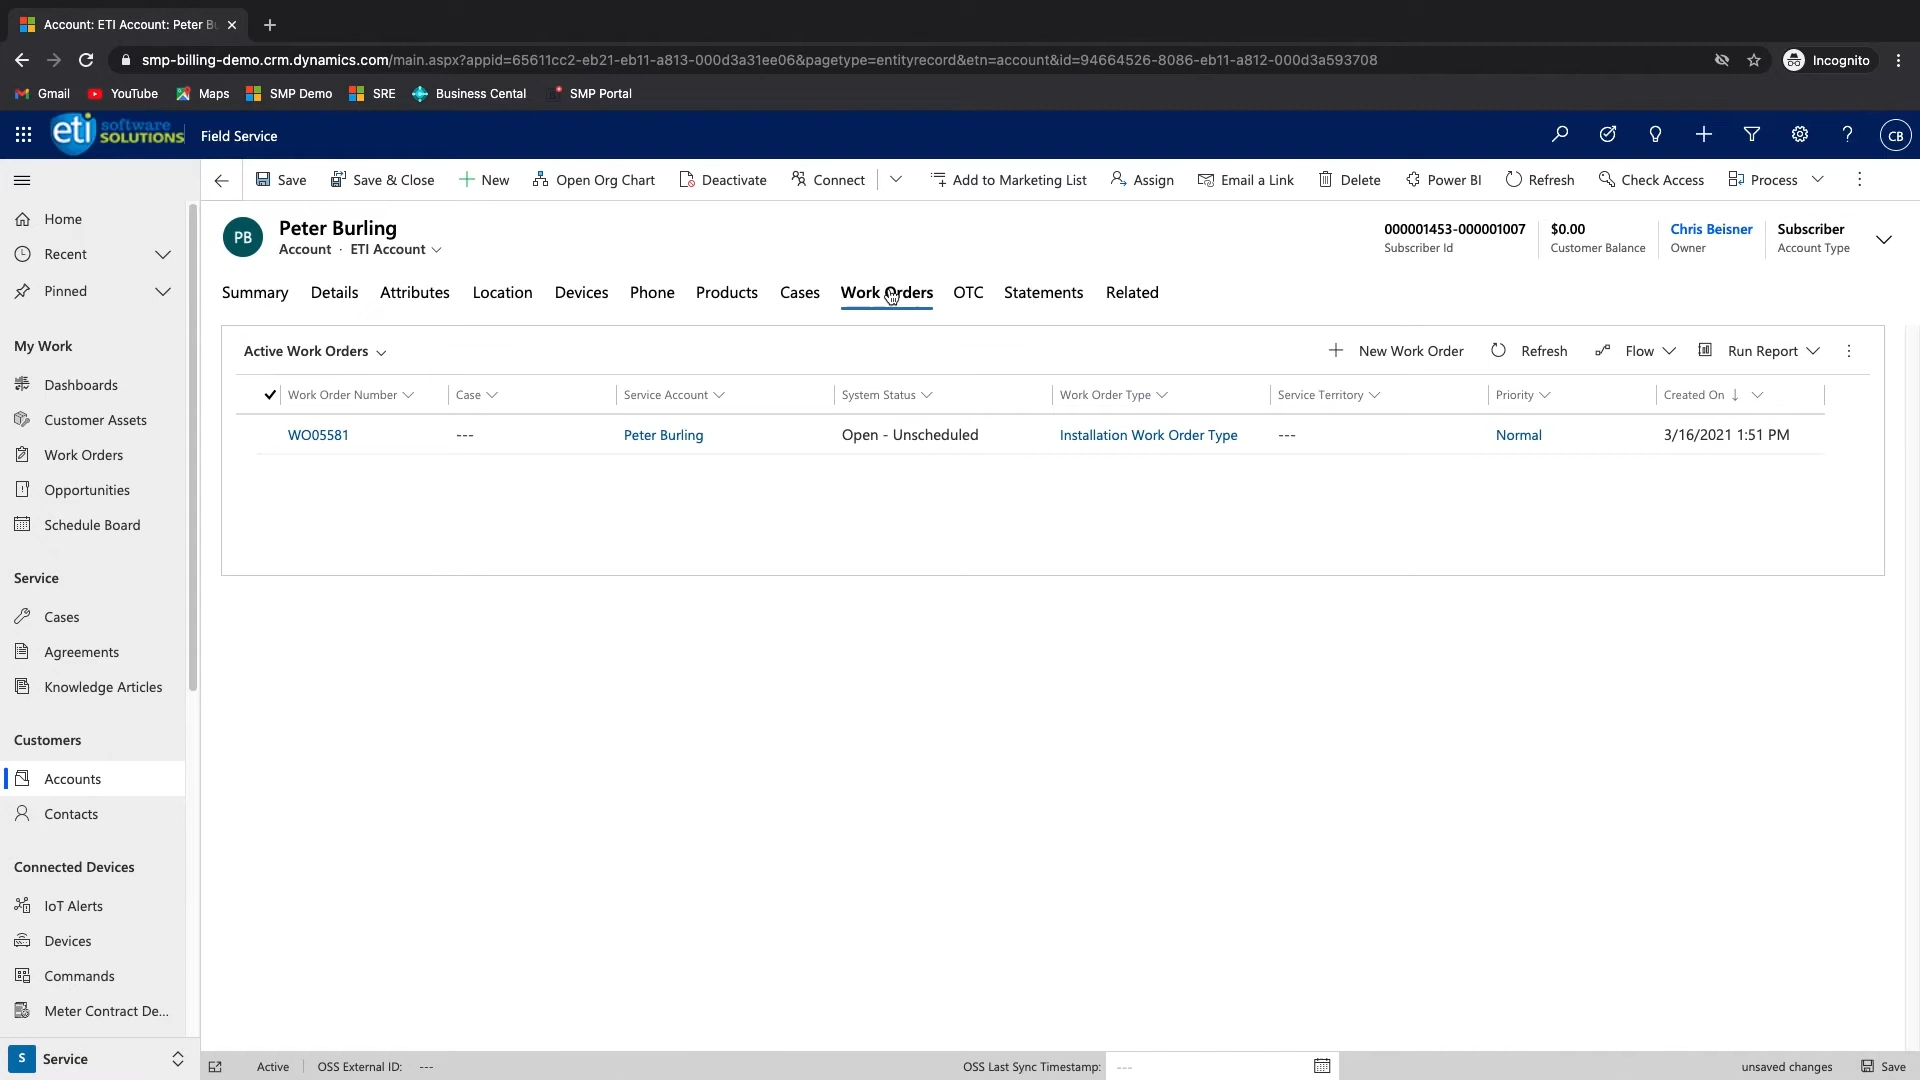 Account: ETI Account: Peter Bu
smp-billing-demo.crm.dynamics.com/main.aspx?appid=65611cc2-eb21-eb11-a813-000d3a31ee06&pagetype=entityrecord&etn=account&id=94664526-8086-eb11-a812-000d3a593708
Incognito
Gmail YouTube Maps SMP Demo SRE Business Cental SMP Portal
eti software SOLUTIONS Field Service CB
Save Save & Close New Open Org Chart Deactivate Connect Add to Marketing List Assign Email a Link Delete Power BI Refresh Check Access Process
PB
Peter Burling
Account · ETI Account
000001453-000001007
Subscriber Id
$0.00
Customer Balance
Chris Beisner
Owner
Subscriber
Account Type
Summary Details Attributes Location Devices Phone Products Cases Work Orders OTC Statements Related
Active Work Orders
New Work Order Refresh Flow Run Report
Work Order Number Case Service Account System Status Work Order Type Service Territory Priority Created On
WO05581 --- Peter Burling Open - Unscheduled Installation Work Order Type --- Normal 3/16/2021 1:51 PM
Home
Recent
Pinned
My Work
Dashboards
Customer Assets
Work Orders
Opportunities
Schedule Board
Service
Cases
Agreements
Knowledge Articles
Customers
Accounts
Contacts
Connected Devices
IoT Alerts
Devices
Commands
Meter Contract De...
S Service
Active OSS External ID: --- OSS Last Sync Timestamp: --- unsaved changes Save